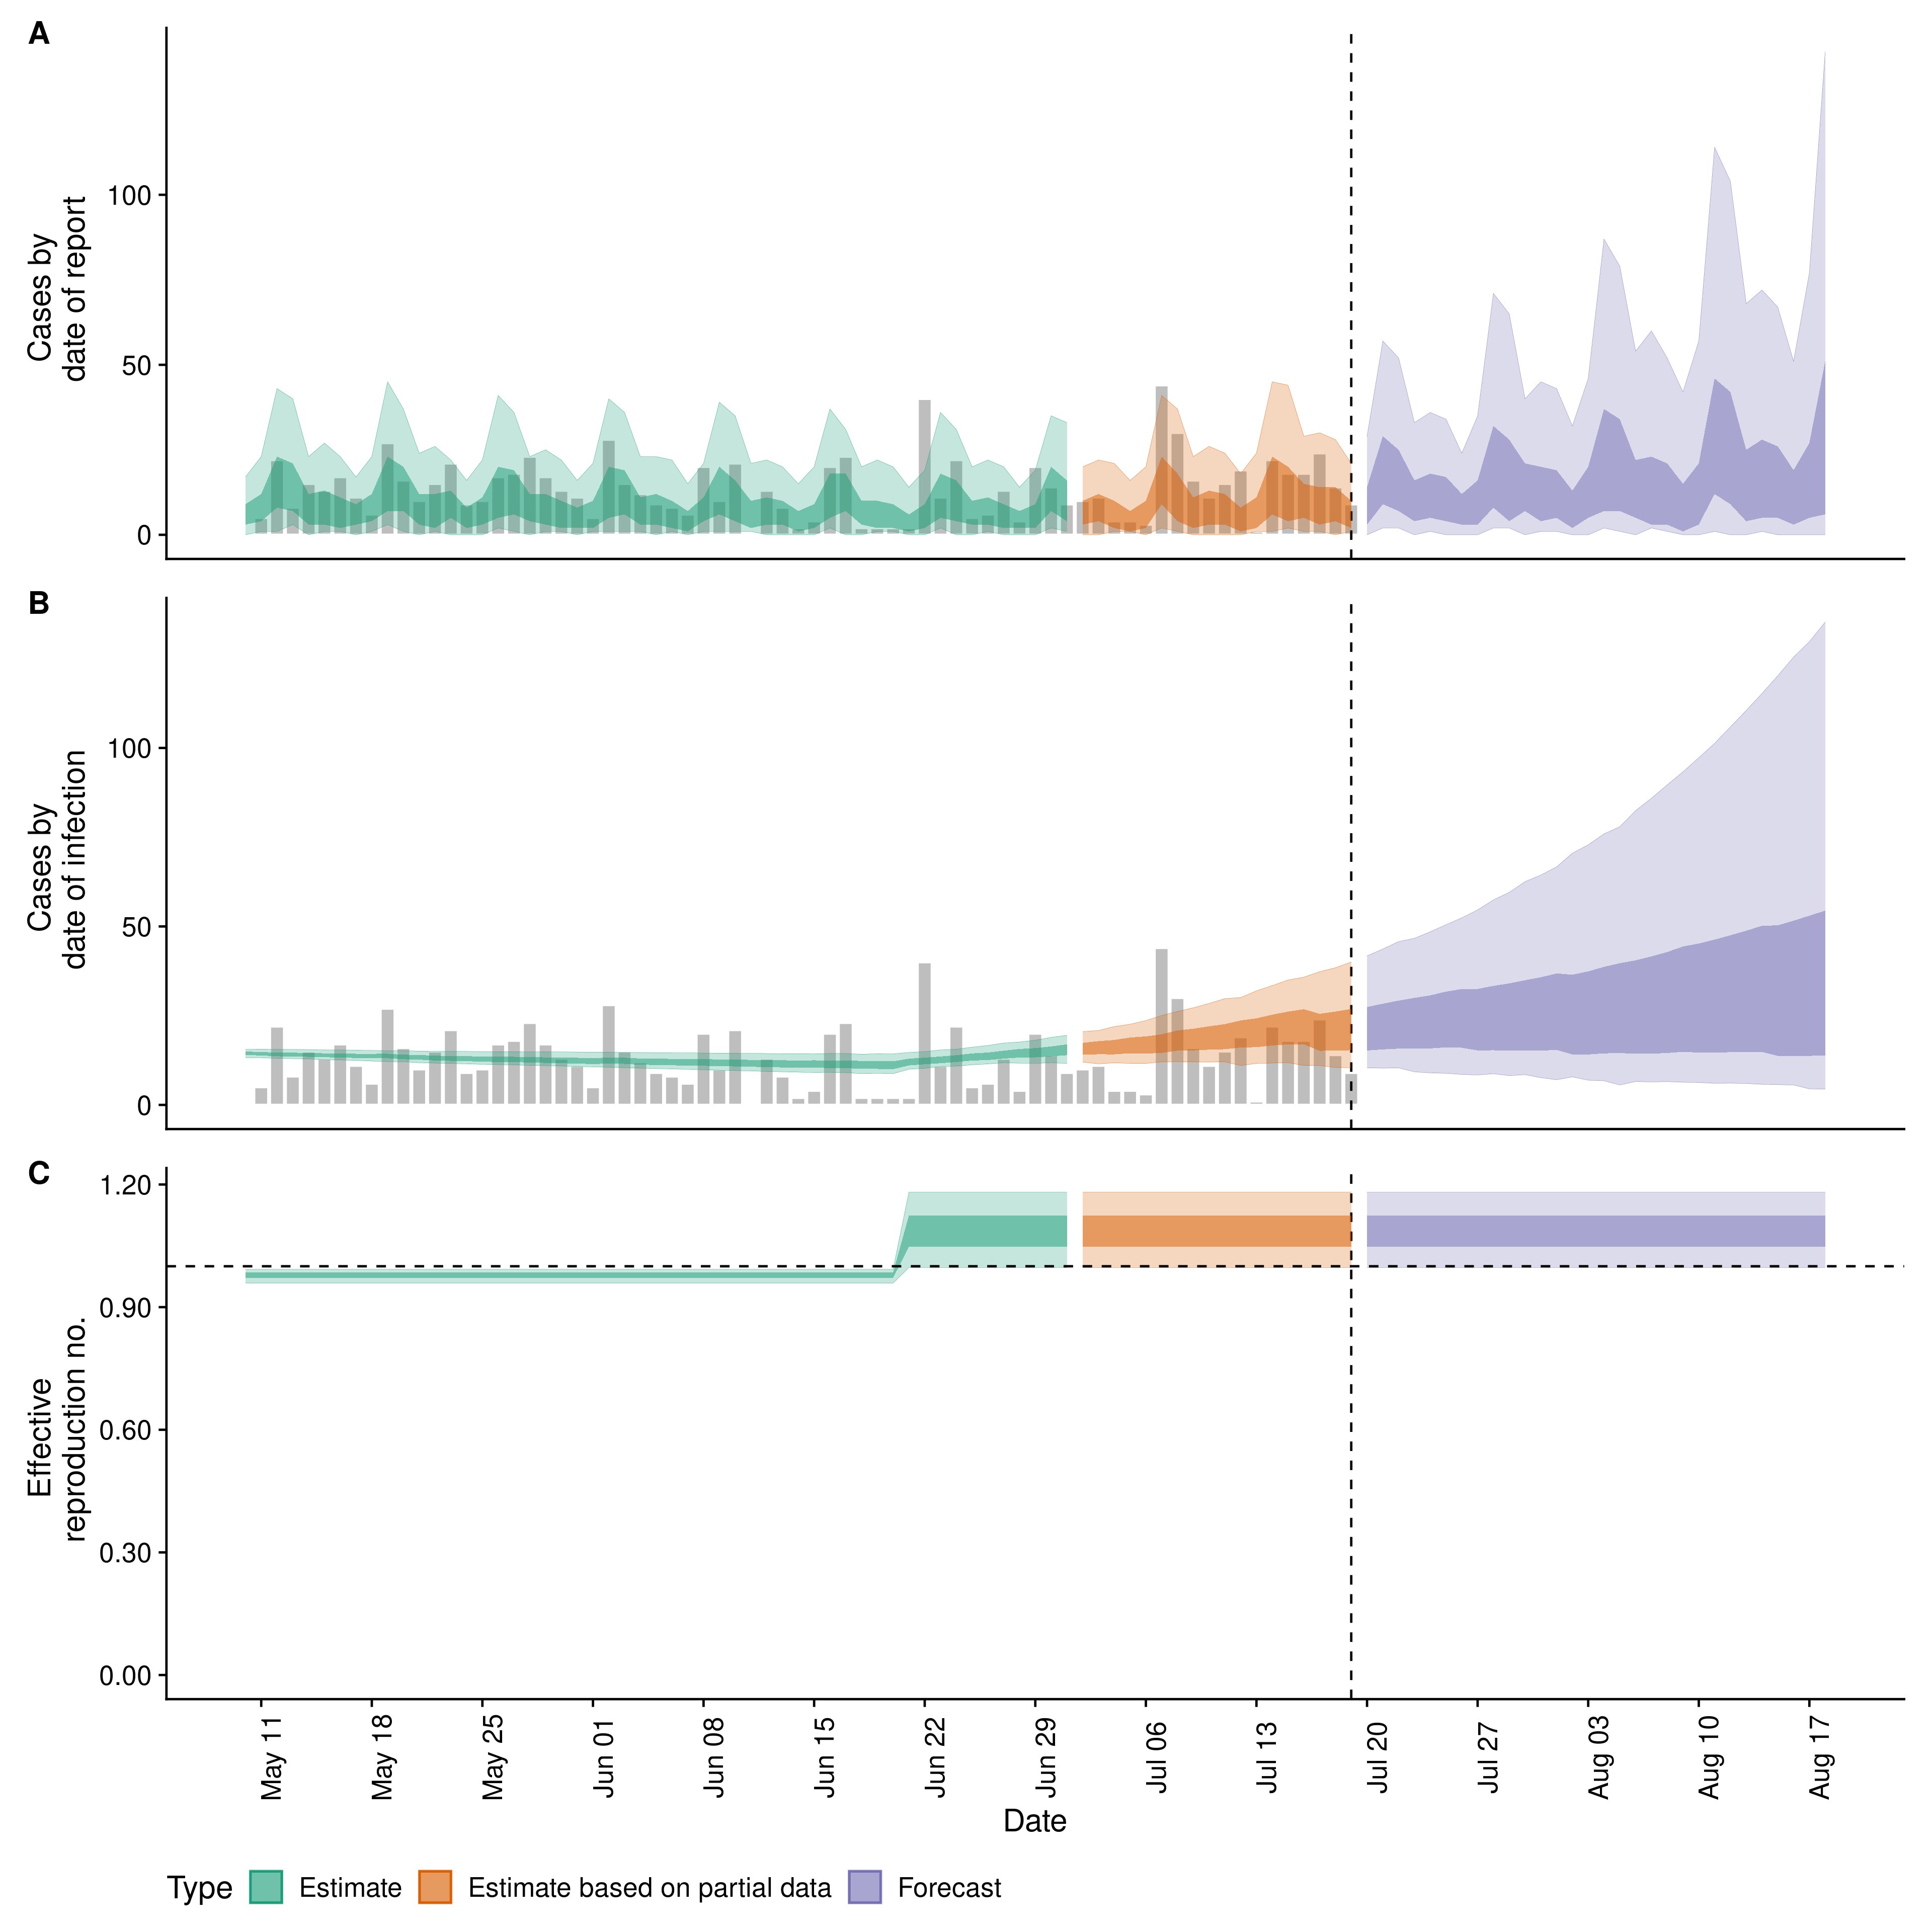 A
Cases by
date of report
100
50
0
B
Cases by
date of infection
100
50
0
C
Effective
reproduction no.
1.20
0.90
0.60
0.30
0.00
May 11
May 18
May 25
Jun 01
Jun 08
Jun 15
Jun 22
Jun 29
Jul 06
Jul 13
Jul 20
Jul 27
Aug 03
Aug 10
Aug 17
Date
Type Estimate Estimate based on partial data Forecast